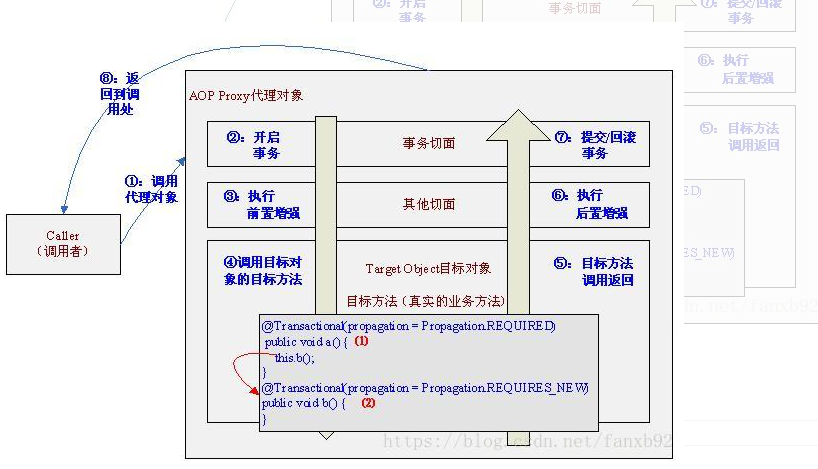 ②：开启
事务
事务切面
⑦：提交/回滚
事务
⑥：执行
后置增强
⑤：目标方法
调用返回
⑧：返
回到调
用处
AOP Proxy代理对象
②：开启
事务
事务切面
⑦：提交/回滚
事务
①：调用
代理对象
③：执行
前置增强
其他切面
⑥：执行
后置增强
Caller
（调用者）
④调用目标对
象的目标方法
Target Object目标对象
⑤：目标方法
调用返回
目标方法（真实的业务方法）
@Transactional(propagation = Propagation.REQUIRED)
public void a() { (1)
this.b();
}
@Transactional(propagation = Propagation.REQUIRES_NEW)
public void b() { (2)
}
https://blog.csdn.net/fanxb92